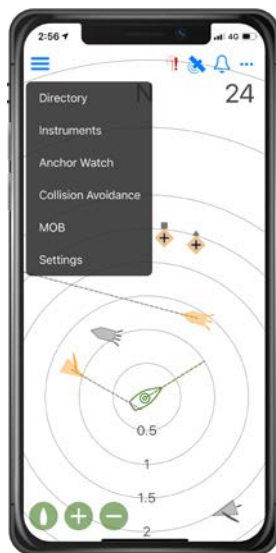 2:56
4G
N
24
Directory
Instruments
Anchor Watch
Collision Avoidance
MOB
Settings
0.5
1
1.5
2